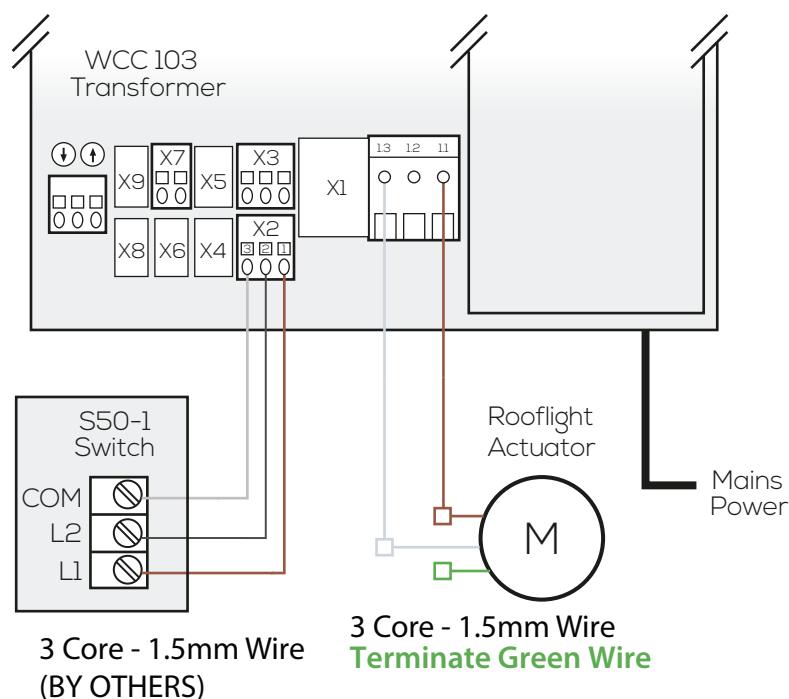 WCC 103
Transformer
13 12 11
X9 X7 X5 X3 X1
X8 X6 X4 X2
3 2 1
S50-1
Switch
COM
L2
L1
Rooflight
Actuator
M
Mains
Power
3 Core - 1.5mm Wire
(BY OTHERS)
3 Core - 1.5mm Wire
Terminate Green Wire